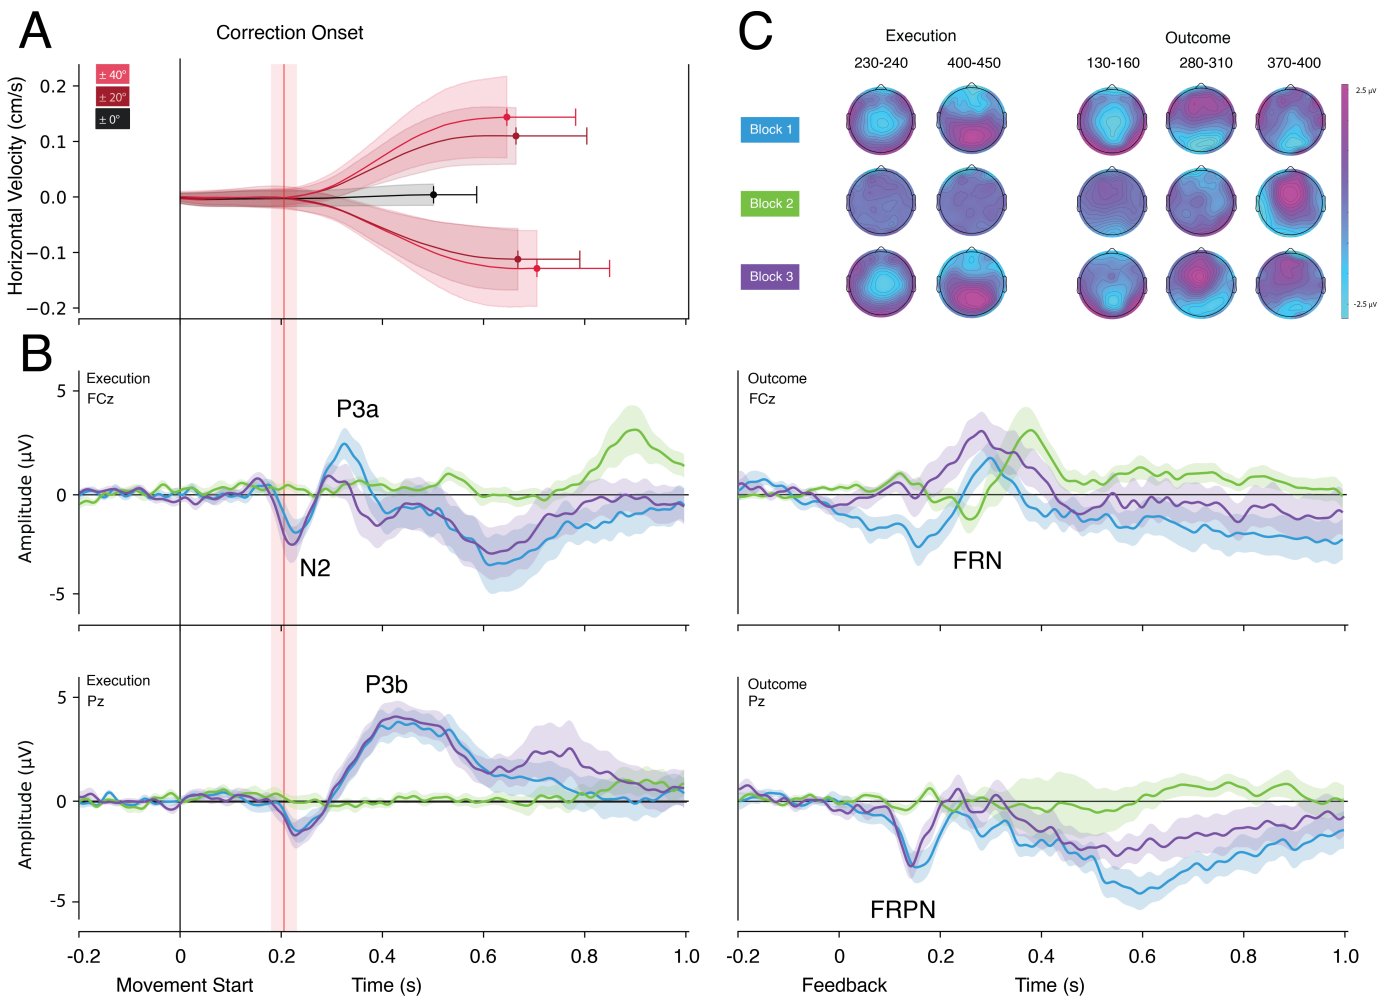 A
Correction Onset
Horizontal Velocity (cm/s)
0.2
0.1
0.0
−0.1
−0.2
± 40°
± 20°
± 0°
C
Execution
Outcome
230-240
400-450
130-160
280-310
370-400
Block 1
Block 2
Block 3
2.5 µV
-2.5 µV
B
Execution
FCz
5
0
-5
Amplitude (µV)
P3a
N2
Outcome
FCz
FRN
Execution
Pz
5
0
-5
Amplitude (µV)
P3b
Outcome
Pz
FRPN
-0.2
0
0.2
0.4
0.6
0.8
1.0
Movement Start
Time (s)
-0.2
0
0.2
0.4
0.6
0.8
1.0
Feedback
Time (s)